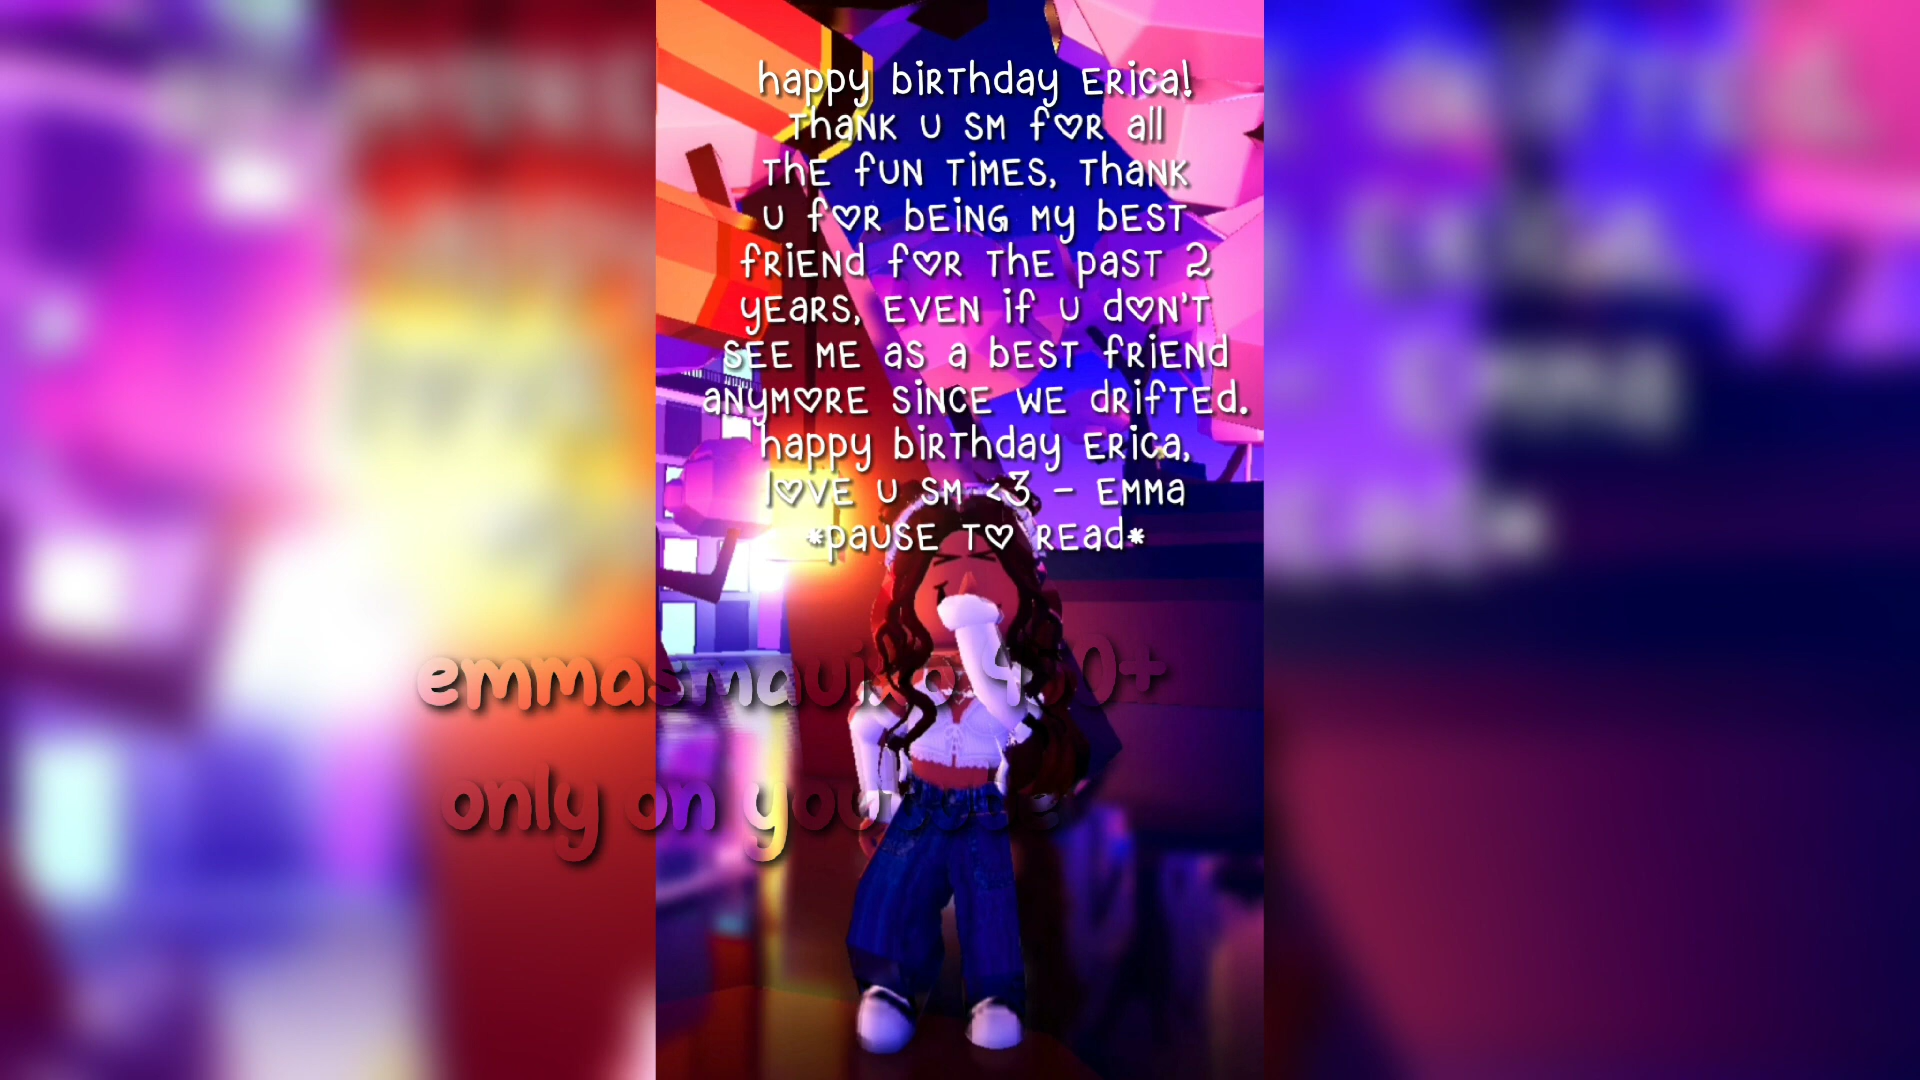 happy birthday Erica!
Thank u sm for all
the fun times, thank
u for being my best
friend for the past 2
years, even if u don't
see me as a best friend
anymore since we drifted.
happy birthday Erica,
love u sm <3 - Emma
*pause to read*
only on youtube